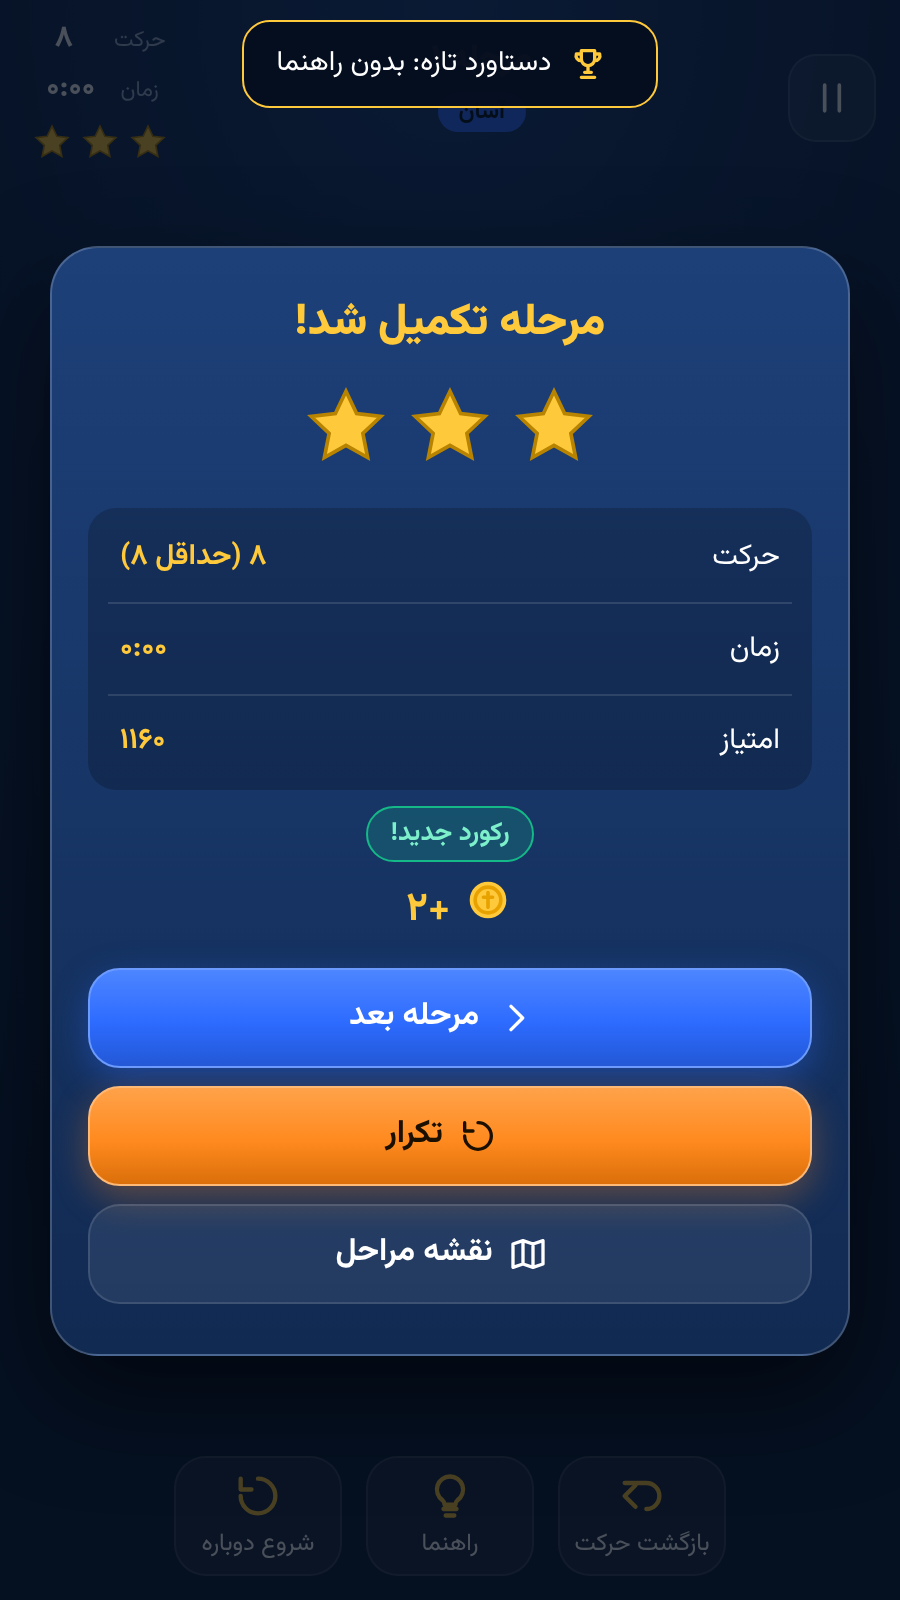 دستاورد تازه: بدون راهنما
حرکت ۸
زمان ۰:۰۰
آسان
مرحله تکمیل شد!
حرکت ۸ (حداقل ۸)
زمان ۰:۰۰
امتیاز ۱۱۶۰
رکورد جدید!
+۲
مرحله بعد
تکرار
نقشه مراحل
بازگشت حرکت
راهنما
شروع دوباره